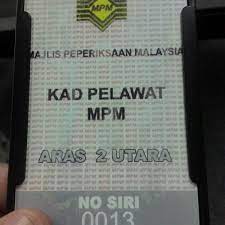 MPM
MAJLIS PEPERIKSAAN MALAYSIA
KAD PELAWAT
MPM
ARAS 2 UTARA
NO SIRI
0013